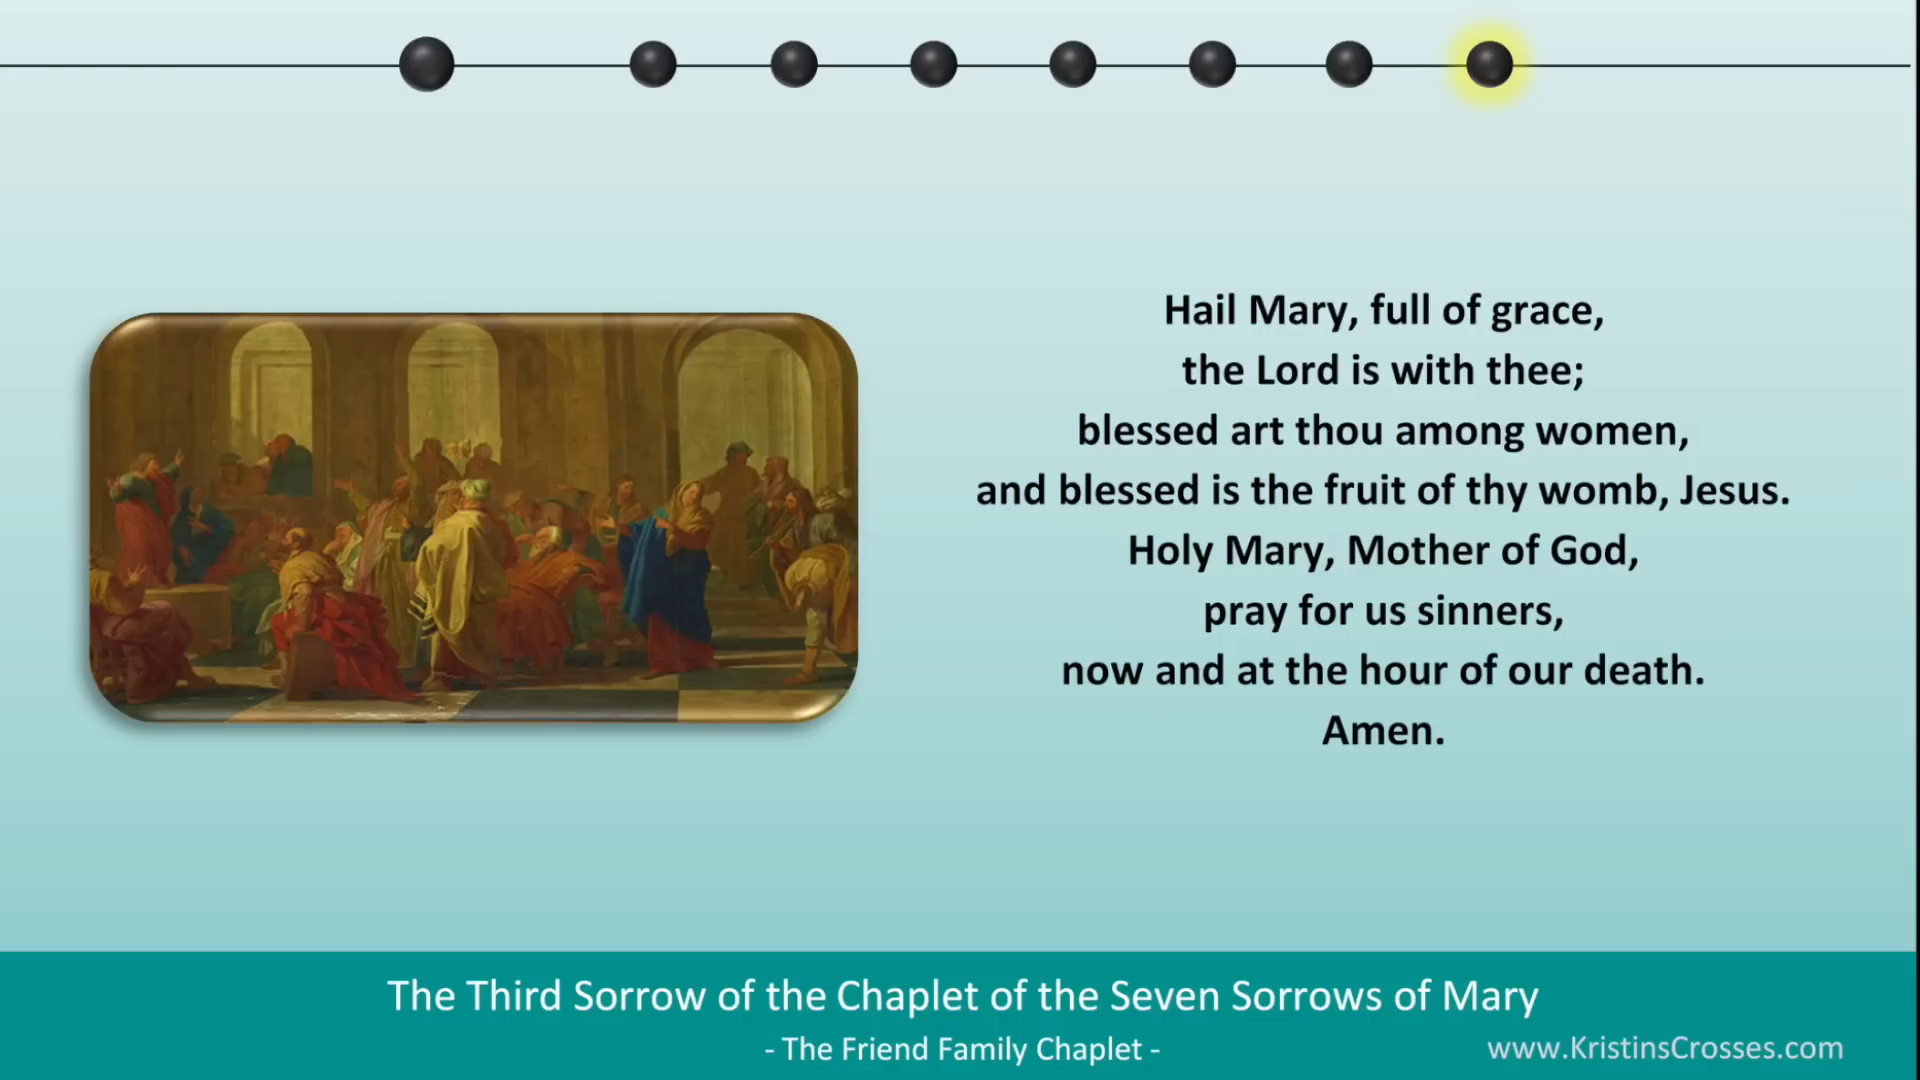 Hail Mary, full of grace,
the Lord is with thee;
blessed art thou among women,
and blessed is the fruit of thy womb, Jesus.
Holy Mary, Mother of God,
pray for us sinners,
now and at the hour of our death.
Amen.
The Third Sorrow of the Chaplet of the Seven Sorrows of Mary
- The Friend Family Chaplet -
www.KristinsCrosses.com